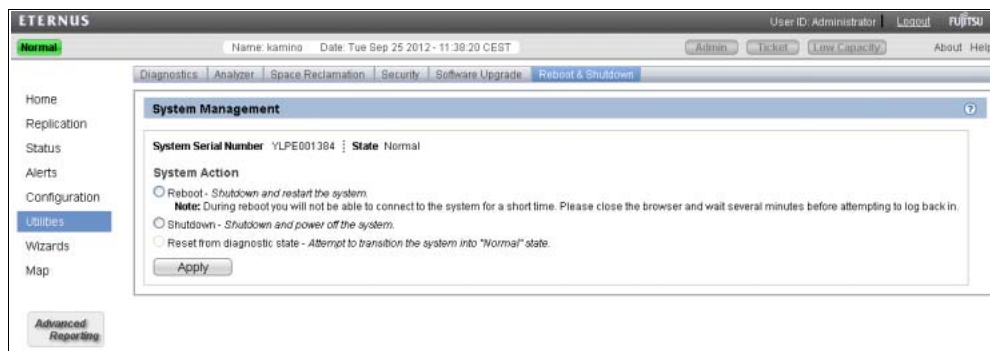 ETERNUS
User ID: Administrator Logout FUJITSU
Normal Name: kamino Date: Tue Sep 25 2012 - 11:38:20 CEST Admin Ticket Low Capacity About Help
Diagnostics Analyzer Space Reclamation Security Software Upgrade Reboot & Shutdown
Home
Replication
Status
Alerts
Configuration
Utilities
Wizards
Map
Advanced
Reporting
System Management ?
System Serial Number YLPE001384 State Normal
System Action
Reboot - Shutdown and restart the system.
Note: During reboot you will not be able to connect to the system for a short time. Please close the browser and wait several minutes before attempting to log back in.
Shutdown - Shutdown and power off the system.
Reset from diagnostic state - Attempt to transition the system into "Normal" state.
Apply